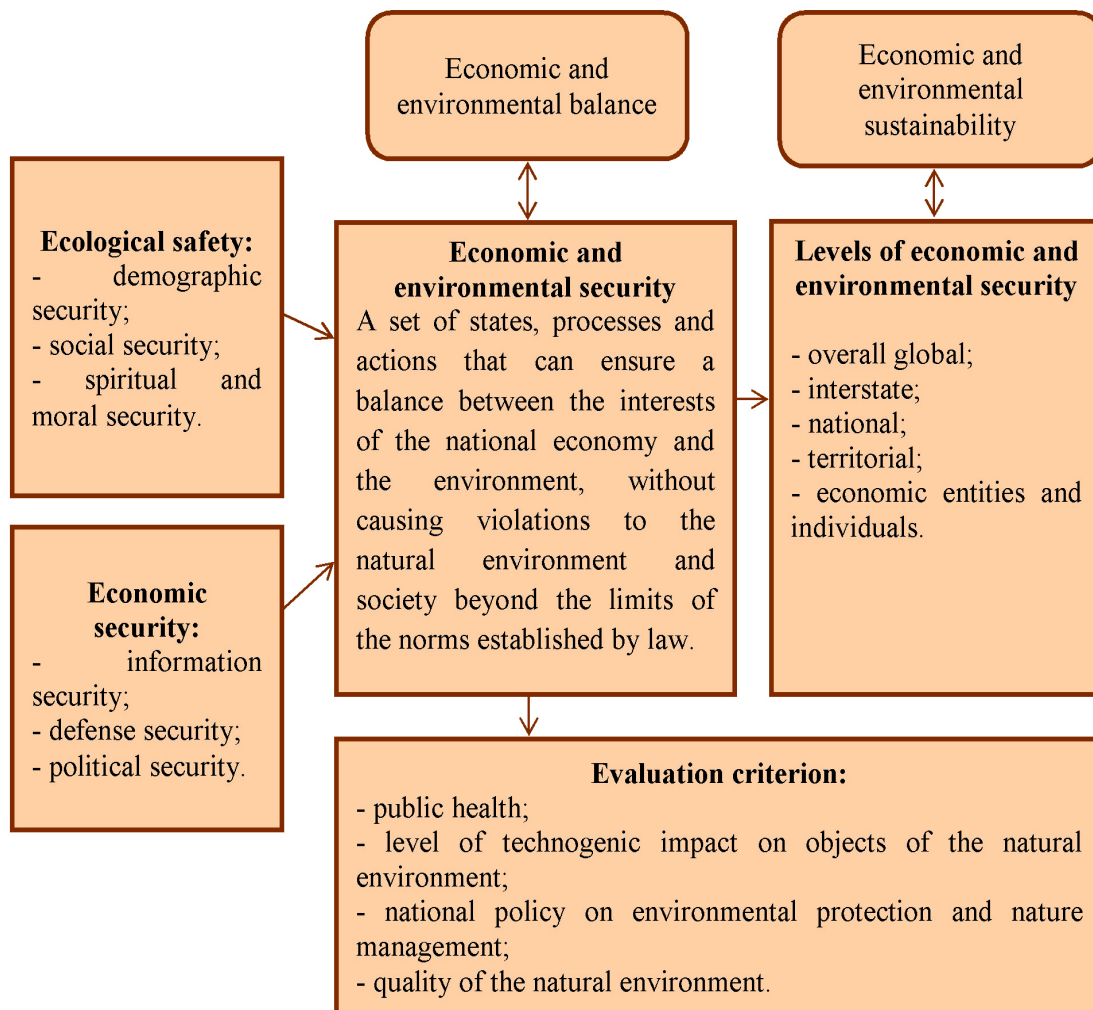 Economic and
environmental balance
Economic and
environmental
sustainability
Ecological safety:
- demographic
security;
- social security;
- spiritual and
moral security.
Economic
security:
- information
security;
- defense security;
- political security.
Economic and
environmental security
A set of states, processes and
actions that can ensure a
balance between the interests
of the national economy and
the environment, without
causing violations to the
natural environment and
society beyond the limits of
the norms established by law.
Levels of economic and
environmental security
- overall global;
- interstate;
- national;
- territorial;
- economic entities and
individuals.
Evaluation criterion:
- public health;
- level of technogenic impact on objects of the natural
environment;
- national policy on environmental protection and nature
management;
- quality of the natural environment.